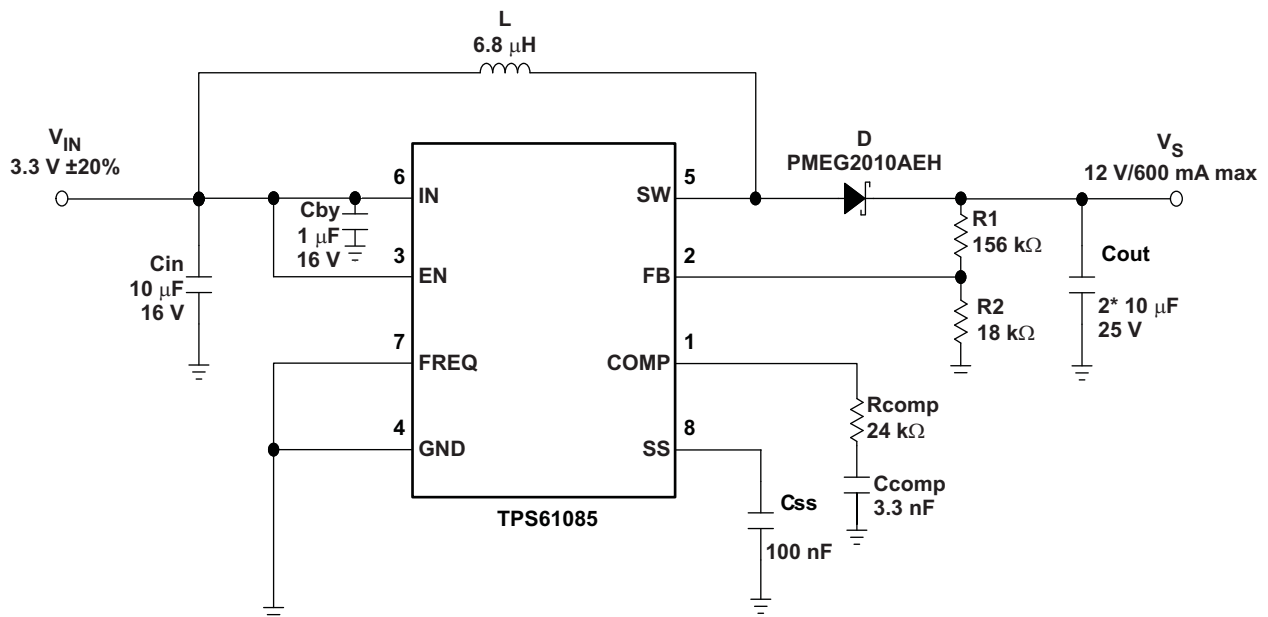 L
6.8 μH
V_IN
3.3 V ±20%
D
PMEG2010AEH
V_S
12 V/600 mA max
6
IN
SW
5
Cby
1 μF
16 V
R1
156 kΩ
Cin
10 μF
16 V
3
EN
FB
2
Cout
2* 10 μF
25 V
R2
18 kΩ
7
FREQ
COMP
1
Rcomp
24 kΩ
4
GND
SS
8
Ccomp
3.3 nF
Css
100 nF
TPS61085